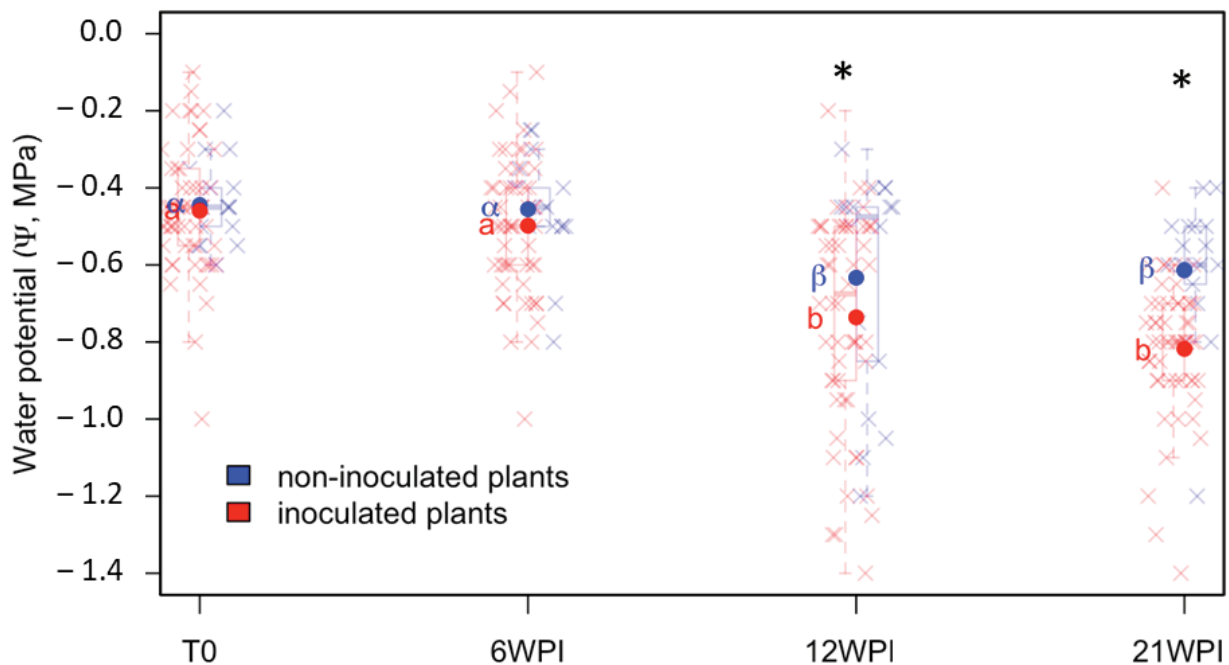 Water potential (Ψ, MPa)
0.0
−0.2
−0.4
−0.6
−0.8
−1.0
−1.2
−1.4
* *
α α
a a
β β
b b
non-inoculated plants
inoculated plants
T0 6WPI 12WPI 21WPI